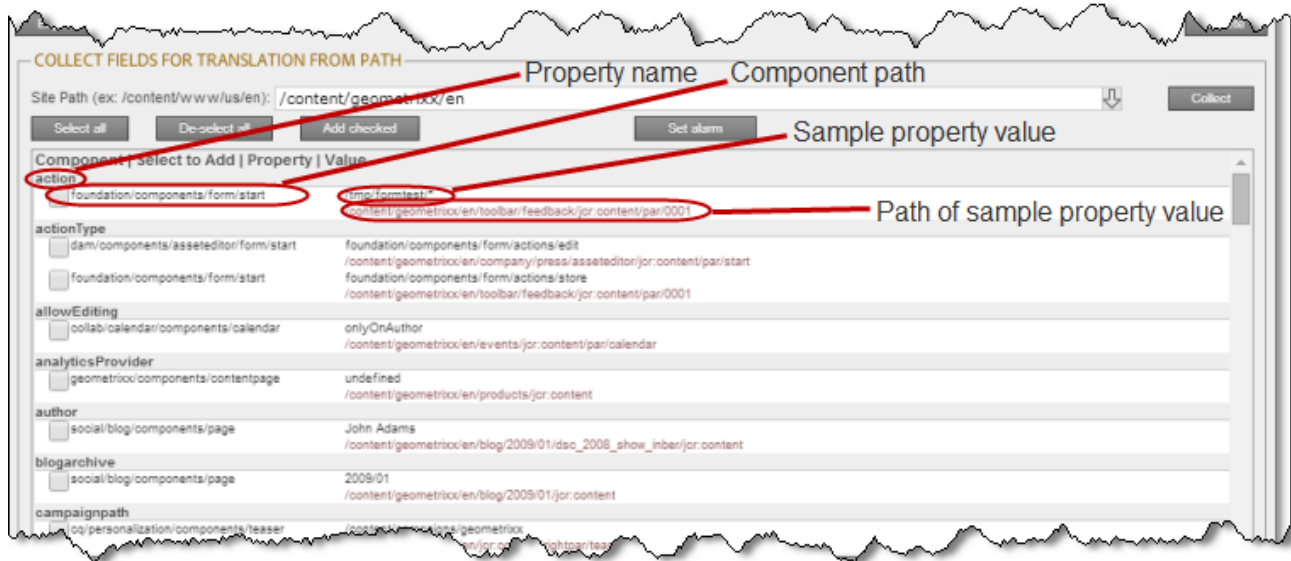 COLLECT FIELDS FOR TRANSLATION FROM PATH
Property name
Component path
Site Path (ex: /content/www/us/en): /content/geometrixx/en
Collect
Select all
De-select all
Add checked
Set alarm
Sample property value
Component | Select to Add | Property | Value
action
foundation/components/form/start
/tmp/formtest/*
/content/geometrixx/en/toolbar/feedback/jcr:content/par/0001
Path of sample property value
actionType
dam/components/asseteditor/form/start
foundation/components/form/actions/edit
/content/geometrixx/en/company/press/asseteditor/jcr:content/par/start
foundation/components/form/start
foundation/components/form/actions/store
/content/geometrixx/en/toolbar/feedback/jcr:content/par/0001
allowEditing
collab/calendar/components/calendar
onlyOnAuthor
/content/geometrixx/en/events/jcr:content/par/calendar
analyticsProvider
geometrixx/components/contentpage
undefined
/content/geometrixx/en/products/jcr:content
author
social/blog/components/page
John Adams
/content/geometrixx/en/blog/2009/01/dsc_2008_show_inber/jcr:content
blogarchive
social/blog/components/page
2009/01
/content/geometrixx/en/blog/2009/01/jcr:content
campaignpath
cq/personalization/components/teaser
/content/campaigns/geometrixx